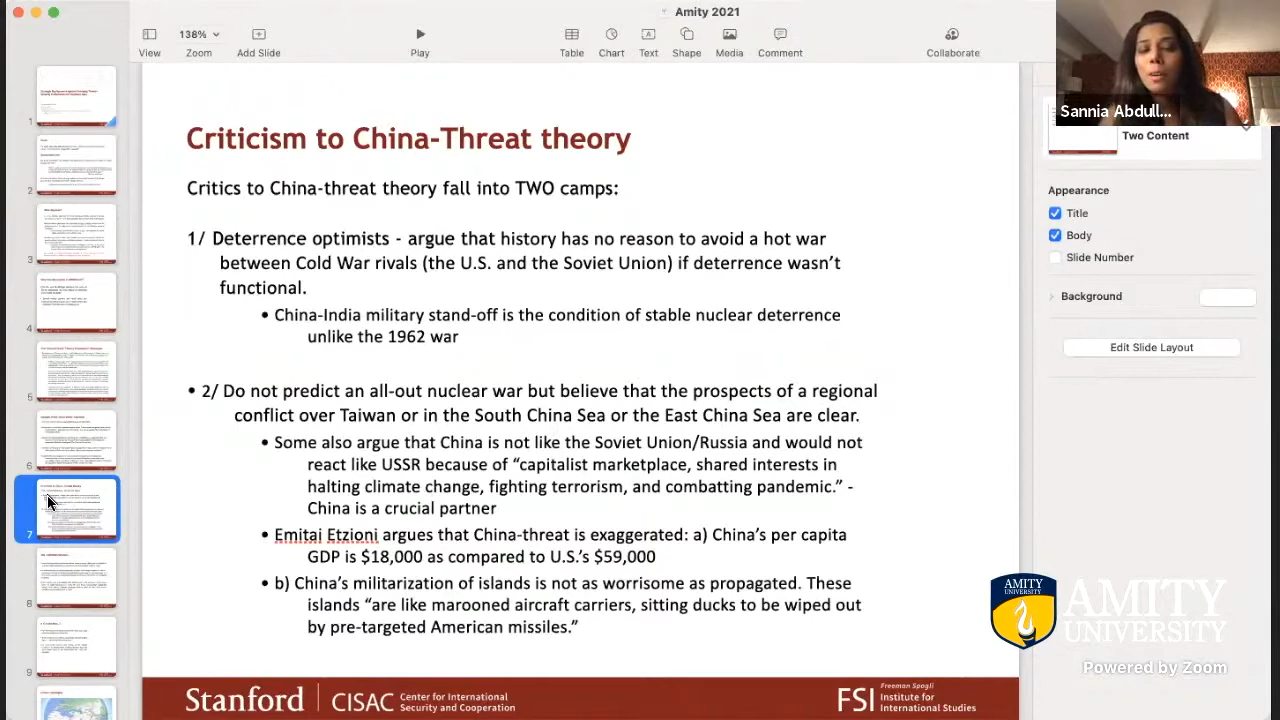 Amity 2021
138%
View
Zoom
Add Slide
Play
Table
Chart
Text
Shape
Media
Comment
Collaborate
Sannia Abdull...
Two Content
Appearance
Title
Body
Slide Number
Background
Edit Slide Layout
1
2
3
4
5
6
7
8
9
Criticism to China-Threat theory
Critics to China-threat theory fall into TWO camps:
1/ Deterrence optimists - argue that history has no reason to avoid a hot war
between Cold War rivals (the U.S. and the Soviet Union) if deterrence wasn't
functional.
• China-India military stand-off is the condition of stable nuclear deterrence
unlike the 1962 war
• 2/ Do not predict an all-out nuclear war but believe that the prospects of a regional
conflict over Taiwan or in the South China Sea or the East China Sea are clear.
• Some also argue that China is not like the Soviet Union/Russia and would not
react like USSR because of "capitalist marketplace, shared interests in
halting climate change, fighting terrorism, and combatting pandemic." -
China is a crucial partner
• Emitai Etzioni argues that China-threat is exaggerated: a) China's per capita
GDP is $18,000 as compared to U.S.'s $59,000
• b) China's militarization of islands is not as worrisome as propagated. These
islands "are like marooned aircraft carriers, sitting ducks to be wiped out
by pre-targeted American missiles."
Stanford
CISAC
Center for International
Security and Cooperation
FSI
Freeman Spogli
Institute for
International Studies
AMITY
UNIVERSITY
AMITY
UNIVERSITY
Powered by Zoom